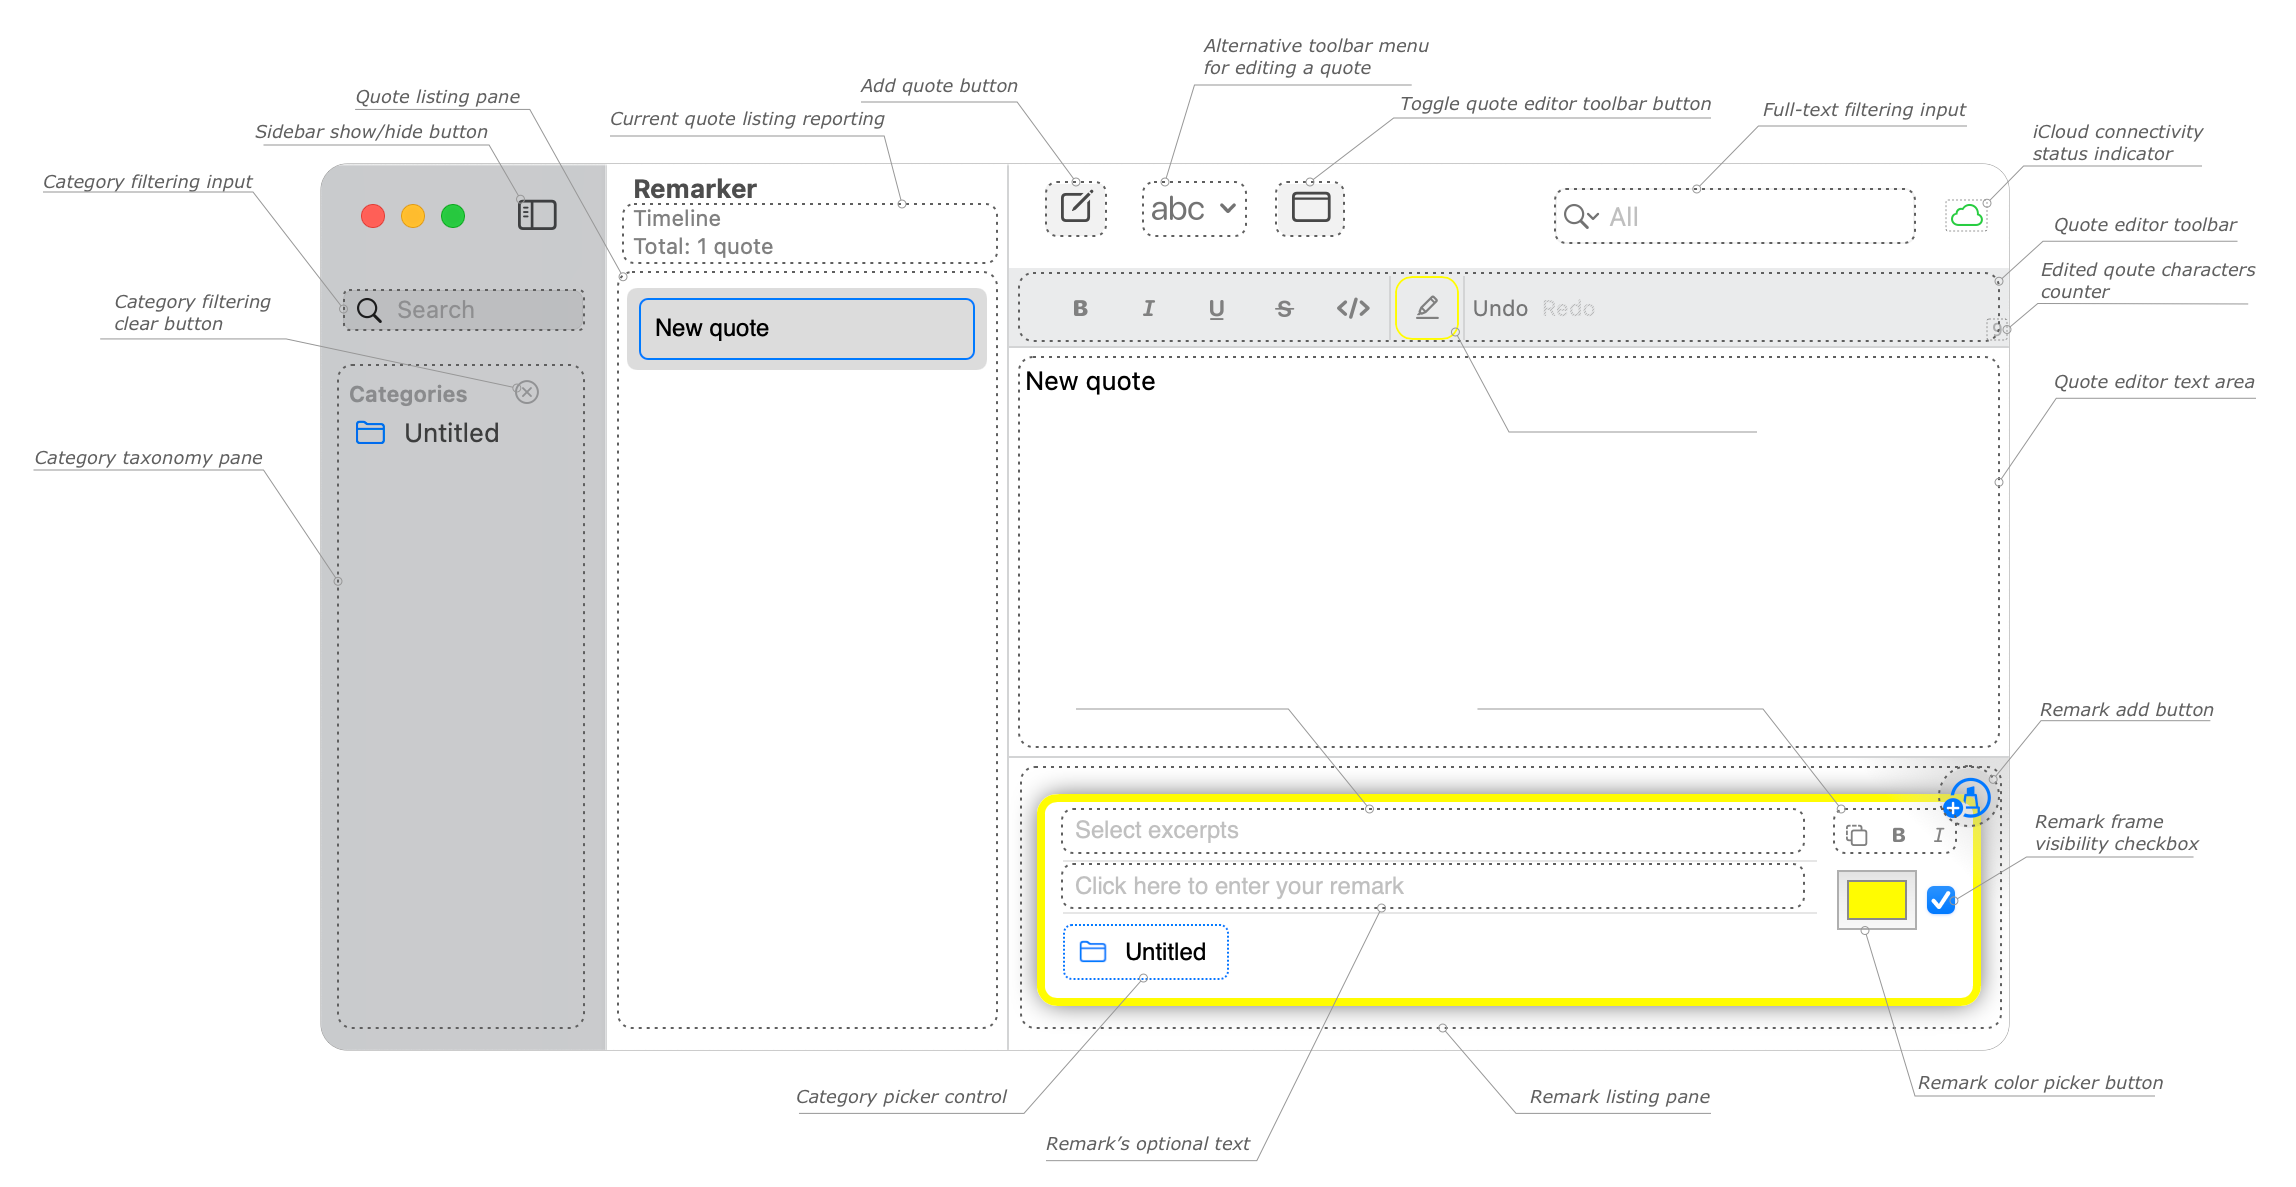 Alternative toolbar menu
for editing a quote
Add quote button
Quote listing pane
Toggle quote editor toolbar button
Full-text filtering input
Current quote listing reporting
Sidebar show/hide button
iCloud connectivity
status indicator
Category filtering input
Remarker
Timeline
Total: 1 quote
abc
All
Quote editor toolbar
Edited qoute characters
counter
Category filtering
clear button
Search
New quote
B
I
U
S
</>
Undo
Redo
9
New quote
Quote editor text area
Categories
Untitled
Category taxonomy pane
Remark add button
Select excerpts
B
I
Remark frame
visibility checkbox
Click here to enter your remark
Untitled
Remark color picker button
Category picker control
Remark listing pane
Remark’s optional text